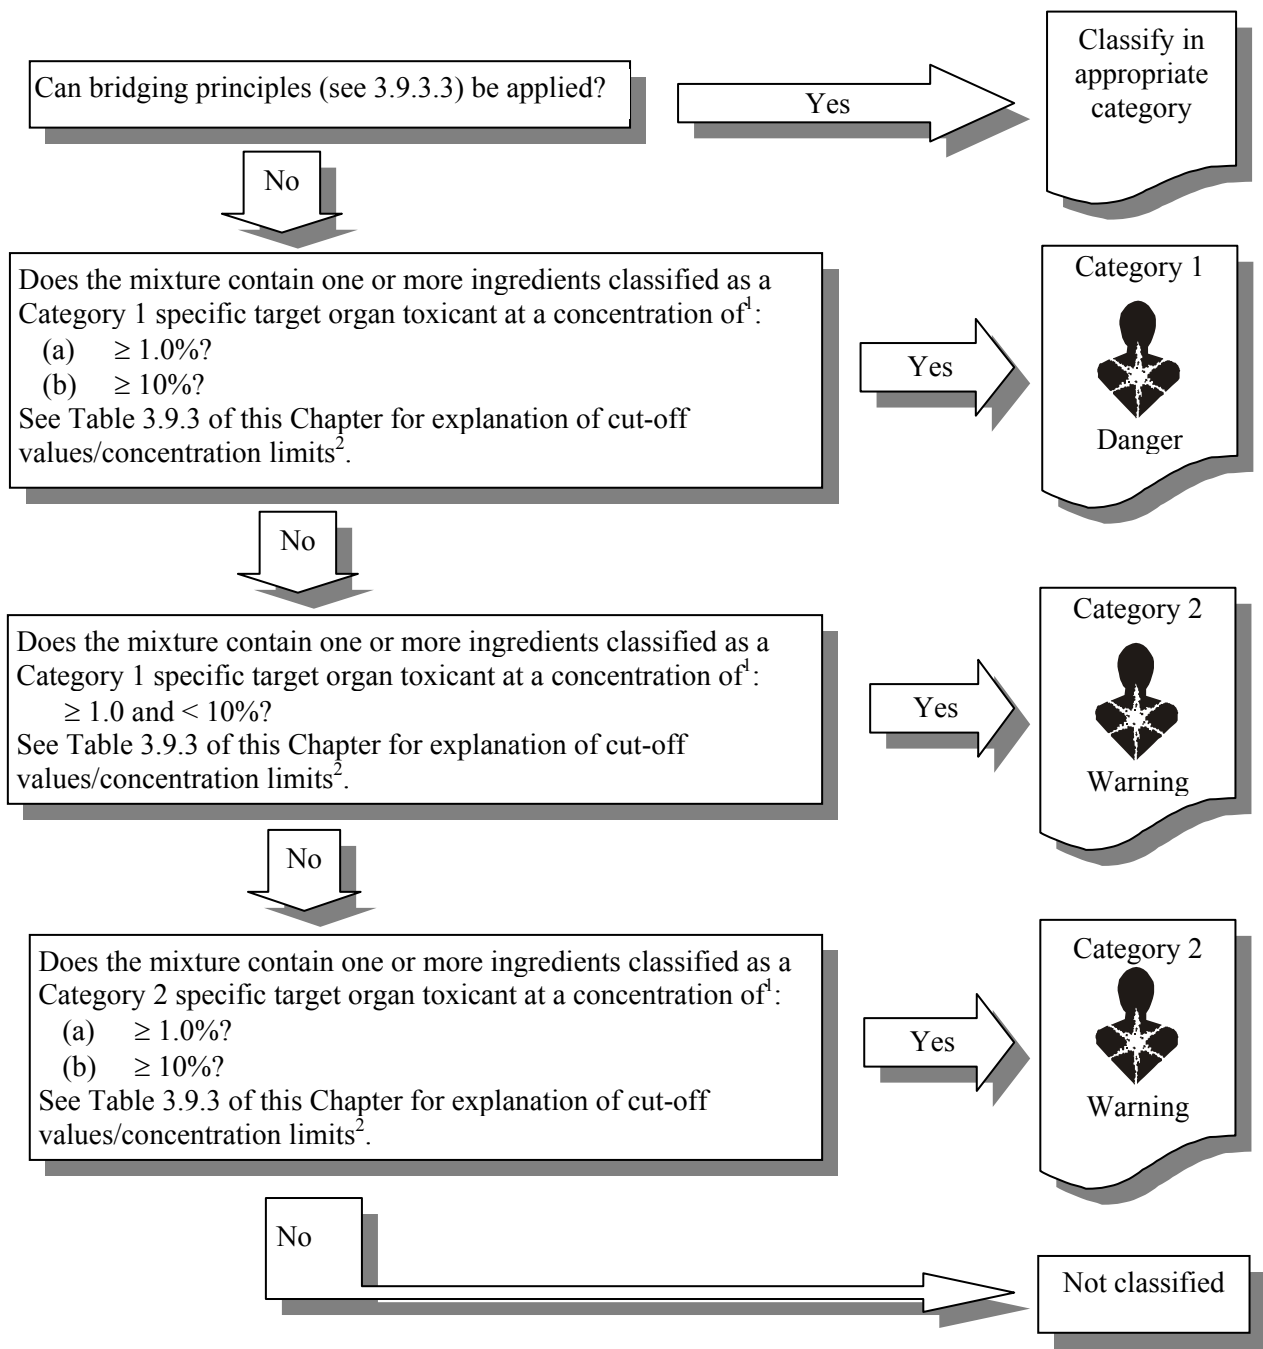 Can bridging principles (see 3.9.3.3) be applied?
Yes
Classify in
appropriate
category
No
Does the mixture contain one or more ingredients classified as a
Category 1 specific target organ toxicant at a concentration of¹:
(a) ≥ 1.0%?
(b) ≥ 10%?
See Table 3.9.3 of this Chapter for explanation of cut-off
values/concentration limits².
Yes
Category 1
Danger
No
Does the mixture contain one or more ingredients classified as a
Category 1 specific target organ toxicant at a concentration of¹:
≥ 1.0 and < 10%?
See Table 3.9.3 of this Chapter for explanation of cut-off
values/concentration limits².
Yes
Category 2
Warning
No
Does the mixture contain one or more ingredients classified as a
Category 2 specific target organ toxicant at a concentration of¹:
(a) ≥ 1.0%?
(b) ≥ 10%?
See Table 3.9.3 of this Chapter for explanation of cut-off
values/concentration limits².
Yes
Category 2
Warning
No
Not classified